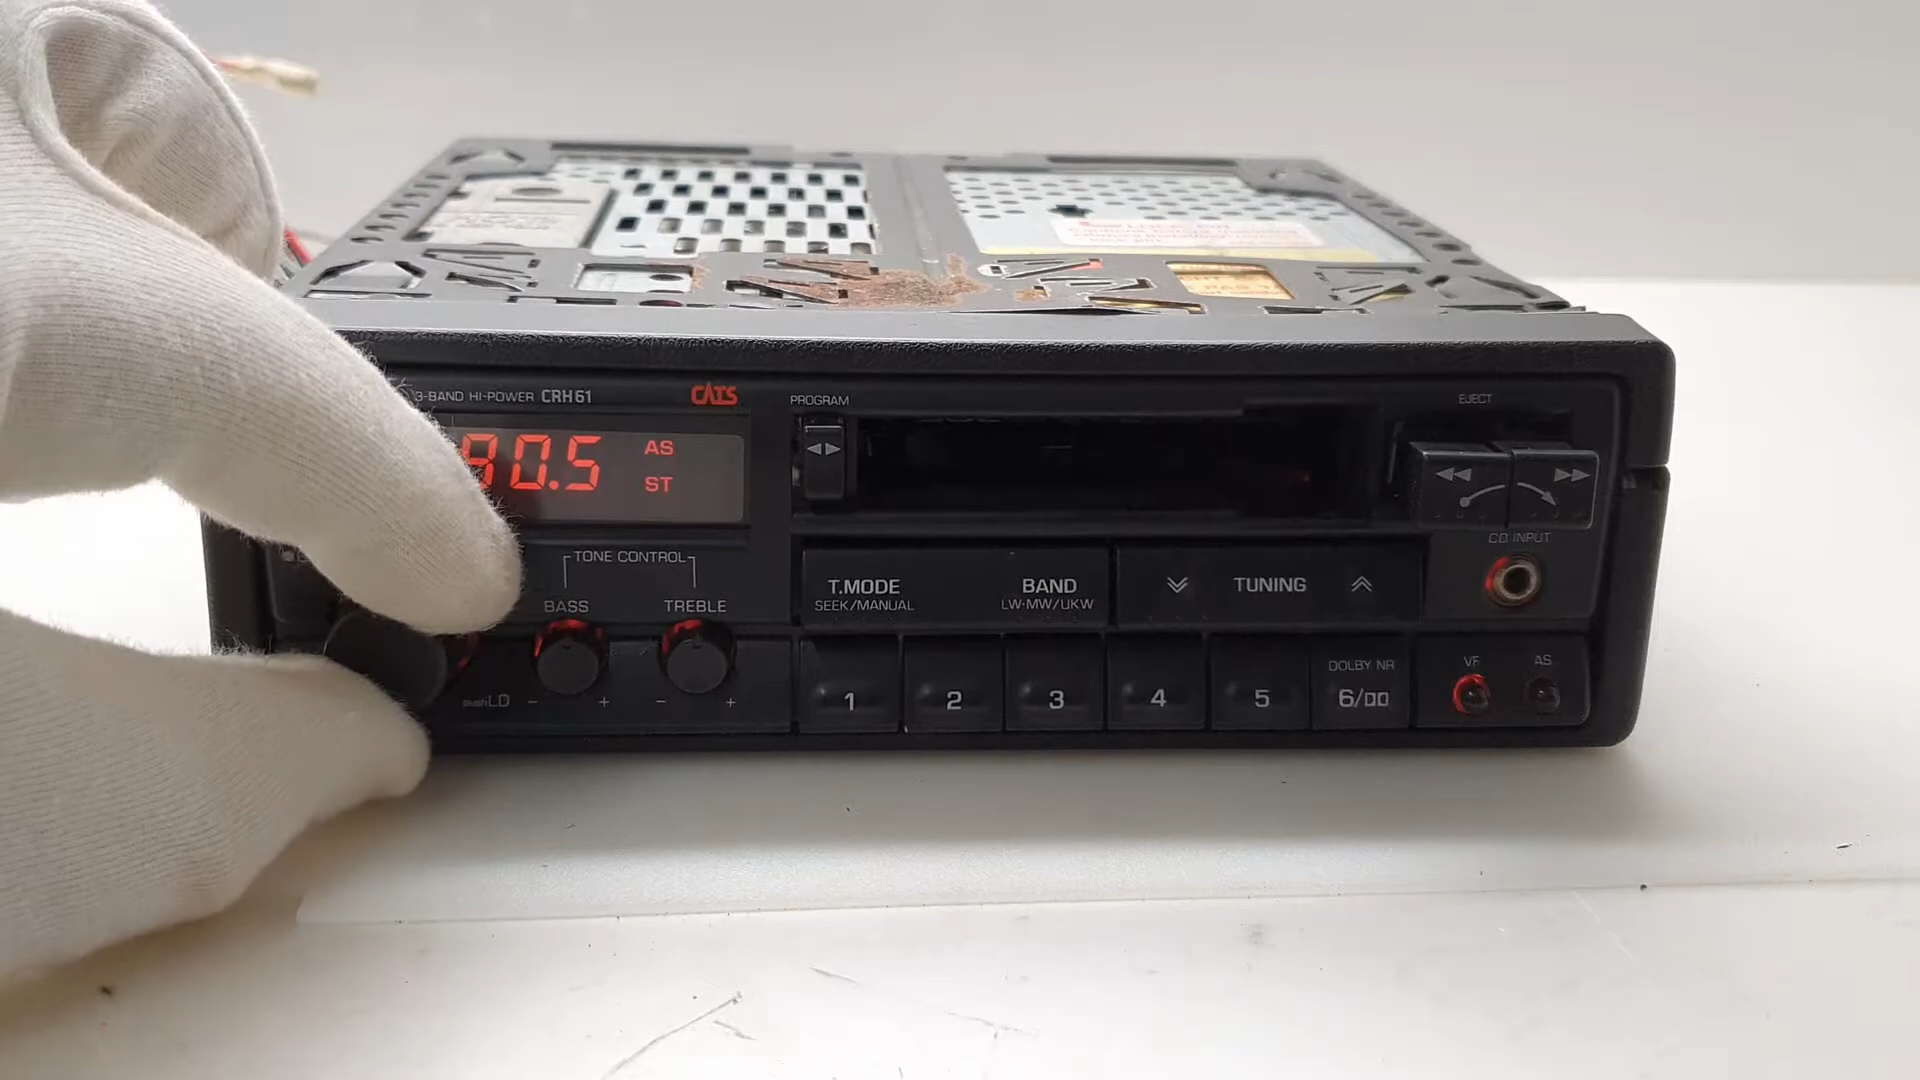 3-BAND HI-POWER CRH61
CATS
PROGRAM
EJECT
90.5
AS
ST
CD INPUT
TONE CONTROL
BASS
TREBLE
T.MODE
SEEK/MANUAL
BAND
LW-MW/UKW
TUNING
push LD
- +
- +
1
2
3
4
5
DOLBY NR
6/
VF
AS